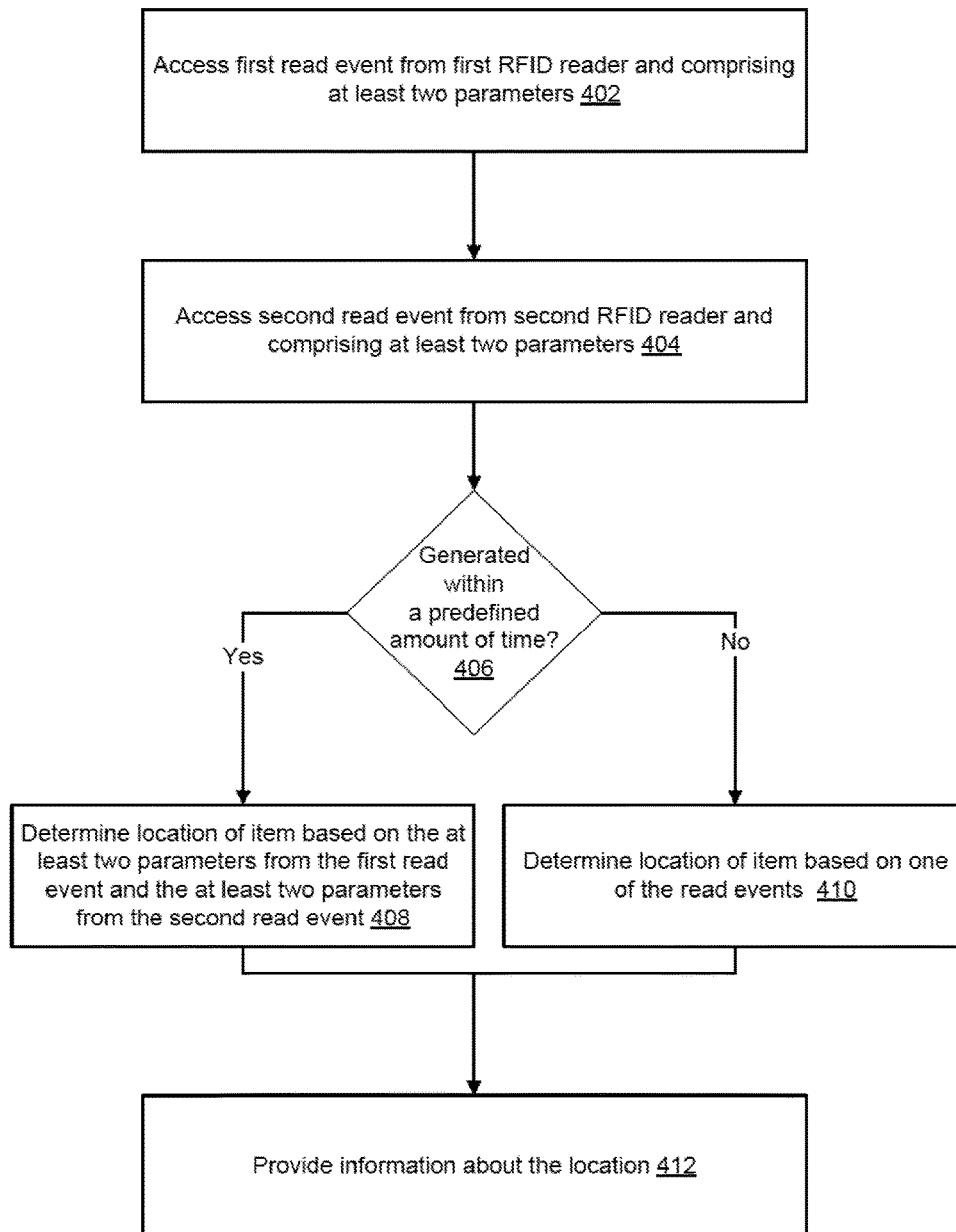 Access first read event from first RFID reader and comprising
at least two parameters 402
Access second read event from second RFID reader and
comprising at least two parameters 404
Generated
within
a predefined
amount of time?
406
Yes
No
Determine location of item based on the at
least two parameters from the first read
event and the at least two parameters
from the second read event 408
Determine location of item based on one
of the read events 410
Provide information about the location 412